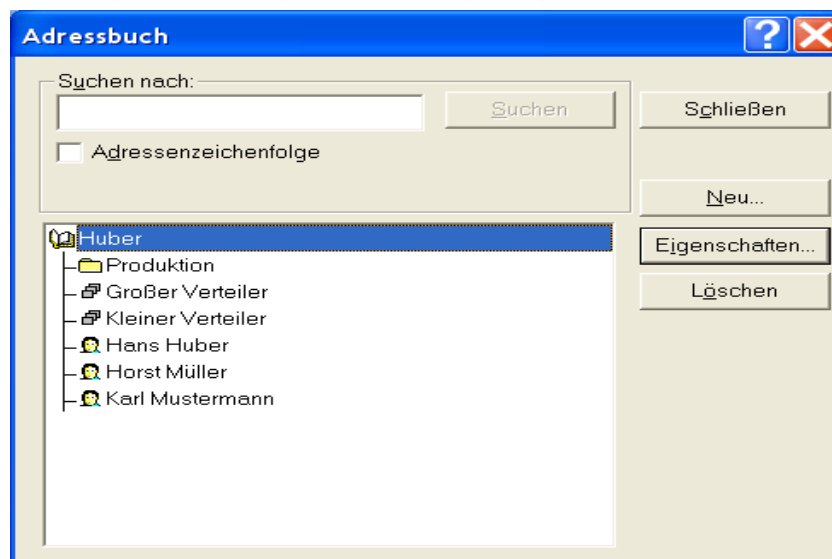 Adressbuch
Suchen nach:
Suchen
Schließen
Adressenzeichenfolge
Neu...
Huber
Eigenschaften...
Produktion
Großer Verteiler
Löschen
Kleiner Verteiler
Hans Huber
Horst Müller
Karl Mustermann